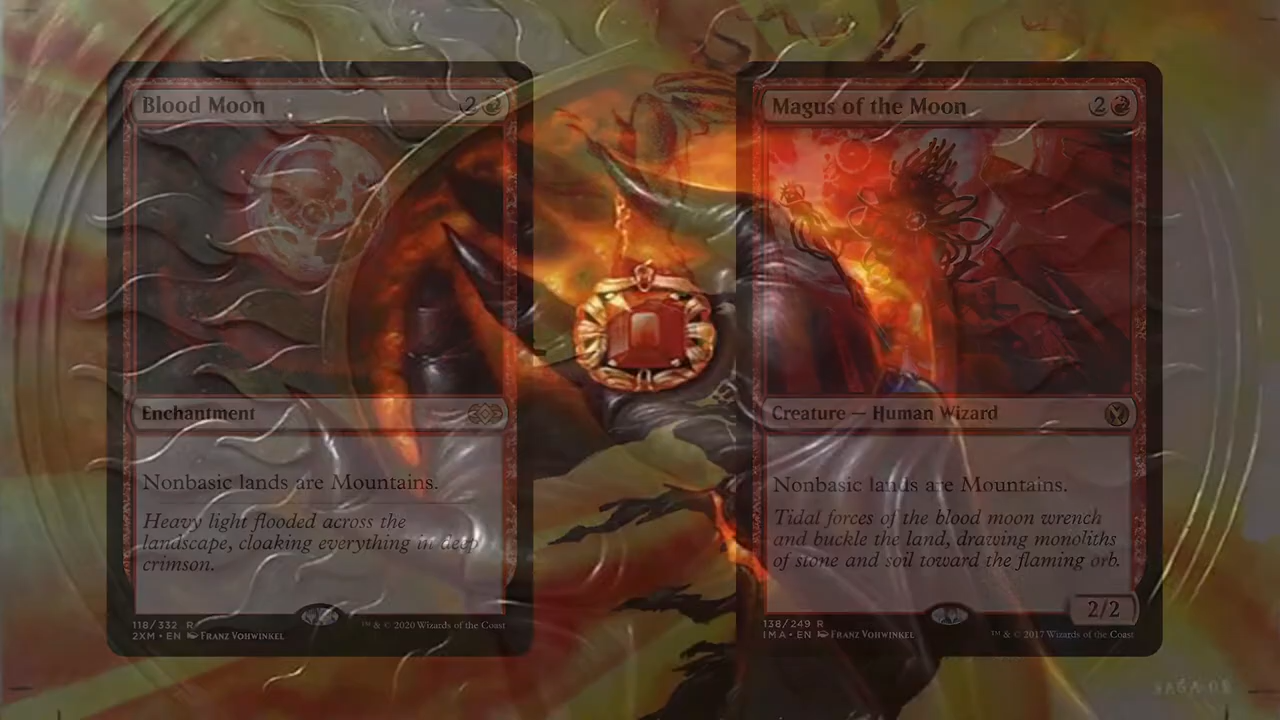 Blood Moon 2
Enchantment
Nonbasic lands are Mountains.
Heavy light flooded across the
landscape, cloaking everything in deep
crimson.
118/332 R
2XM • EN Franz Vohwinkel
™ & © 2020 Wizards of the Coast
Magus of the Moon 2
Creature — Human Wizard
Nonbasic lands are Mountains.
Tidal forces of the blood moon wrench
and buckle the land, drawing monoliths
of stone and soil toward the flaming orb.
2/2
138/249 R
IMA • EN Franz Vohwinkel
™ & © 2017 Wizards of the Coast